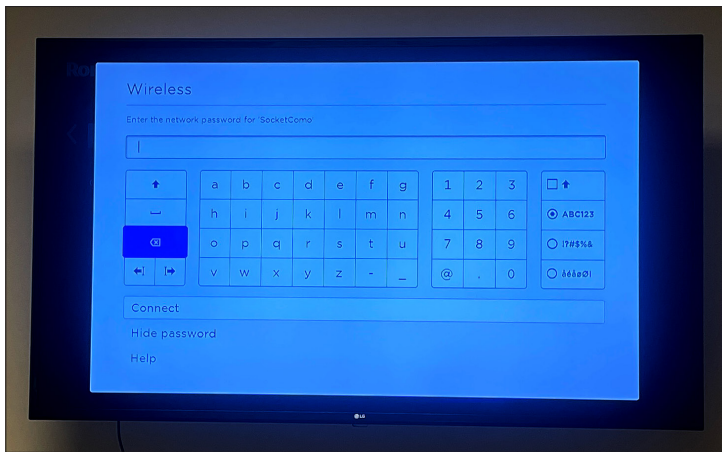 Wireless
Enter the network password for 'SocketComo'
a b c d e f g 1 2 3
h i j k l m n 4 5 6 ABC123
o p q r s t u 7 8 9 !?#$%&
v w x y z - _ @ . 0
Connect
Hide password
Help
LG